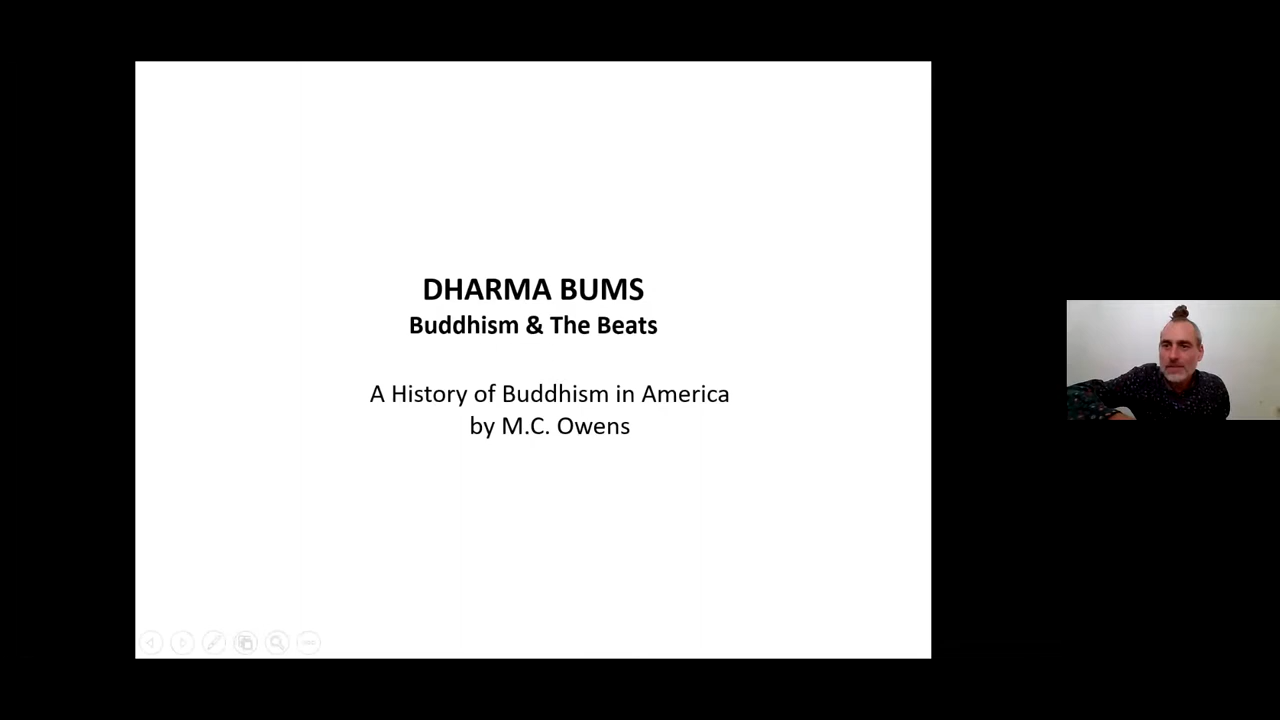 DHARMA BUMS
Buddhism & The Beats
A History of Buddhism in America
by M.C. Owens